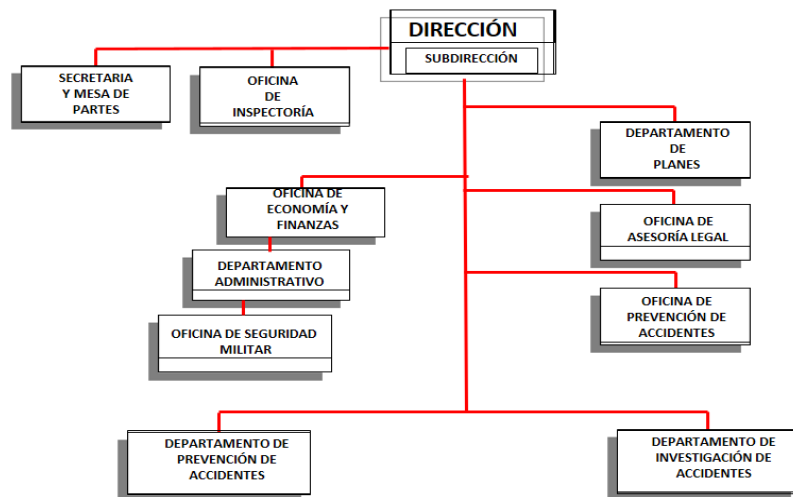 DIRECCIÓN
SUBDIRECCIÓN
SECRETARIA
Y MESA DE
PARTES
OFICINA
DE
INSPECTORÍA
DEPARTAMENTO
DE
PLANES
OFICINA DE
ECONOMÍA Y
FINANZAS
OFICINA DE
ASESORÍA LEGAL
DEPARTAMENTO
ADMINISTRATIVO
OFICINA DE
PREVENCIÓN DE
ACCIDENTES
OFICINA DE SEGURIDAD
MILITAR
DEPARTAMENTO DE
PREVENCIÓN DE
ACCIDENTES
DEPARTAMENTO DE
INVESTIGACIÓN DE
ACCIDENTES